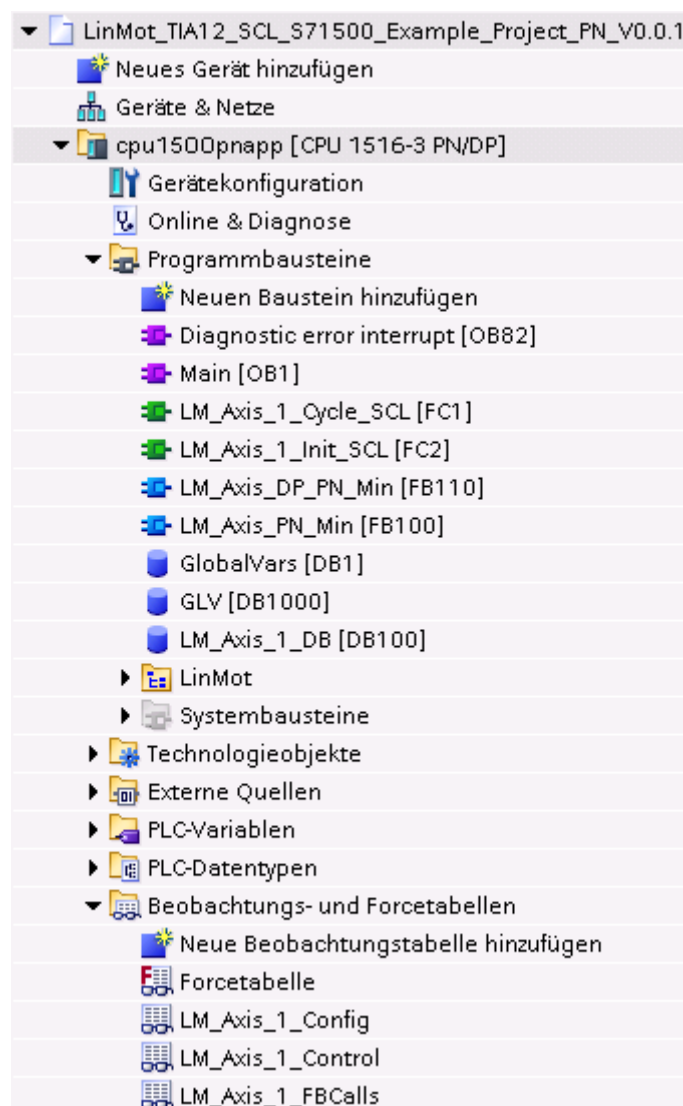 LinMot_TIA12_SCL_S71500_Example_Project_PN_V0.0.1
Neues Gerät hinzufügen
Geräte & Netze
cpu1500pnapp [CPU 1516-3 PN/DP]
Gerätekonfiguration
Online & Diagnose
Programmbausteine
Neuen Baustein hinzufügen
Diagnostic error interrupt [OB82]
Main [OB1]
LM_Axis_1_Cycle_SCL [FC1]
LM_Axis_1_Init_SCL [FC2]
LM_Axis_DP_PN_Min [FB110]
LM_Axis_PN_Min [FB100]
GlobalVars [DB1]
GLV [DB1000]
LM_Axis_1_DB [DB100]
LinMot
Systembausteine
Technologieobjekte
Externe Quellen
PLC-Variablen
PLC-Datentypen
Beobachtungs- und Forcetabellen
Neue Beobachtungstabelle hinzufügen
Forcetabelle
LM_Axis_1_Config
LM_Axis_1_Control
LM_Axis_1_FBCalls